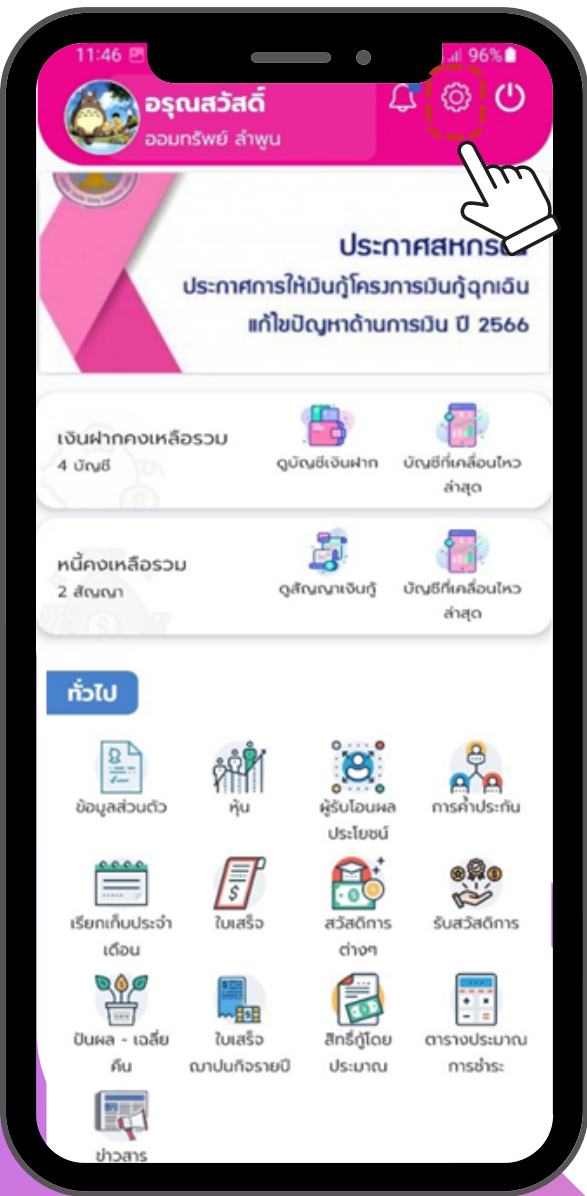 11:46
96%
อรุณสวัสดิ์
ออมทรัพย์ ลำพูน
ประกาศสหกรณ์
ประกาศการให้เงินกู้โครงการเงินกู้ฉุกเฉิน
แก้ไขปัญหาด้านการเงิน ปี 2566
เงินฝากคงเหลือรวม
4 บัญชี
ดูบัญชีเงินฝาก
บัญชีที่เคลื่อนไหว
ล่าสุด
หนี้คงเหลือรวม
2 สัญญา
ดูสัญญาเงินกู้
บัญชีที่เคลื่อนไหว
ล่าสุด
ทั่วไป
ข้อมูลส่วนตัว
หุ้น
ผู้รับโอนผล
ประโยชน์
การค้ำประกัน
เรียกเก็บประจำ
เดือน
ใบเสร็จ
สวัสดิการ
ต่างๆ
รับสวัสดิการ
ปันผล - เฉลี่ย
คืน
ใบเสร็จ
ฌาปนกิจรายปี
สิทธิ์กู้โดย
ประมาณ
ตารางประมาณ
การชำระ
ข่าวสาร